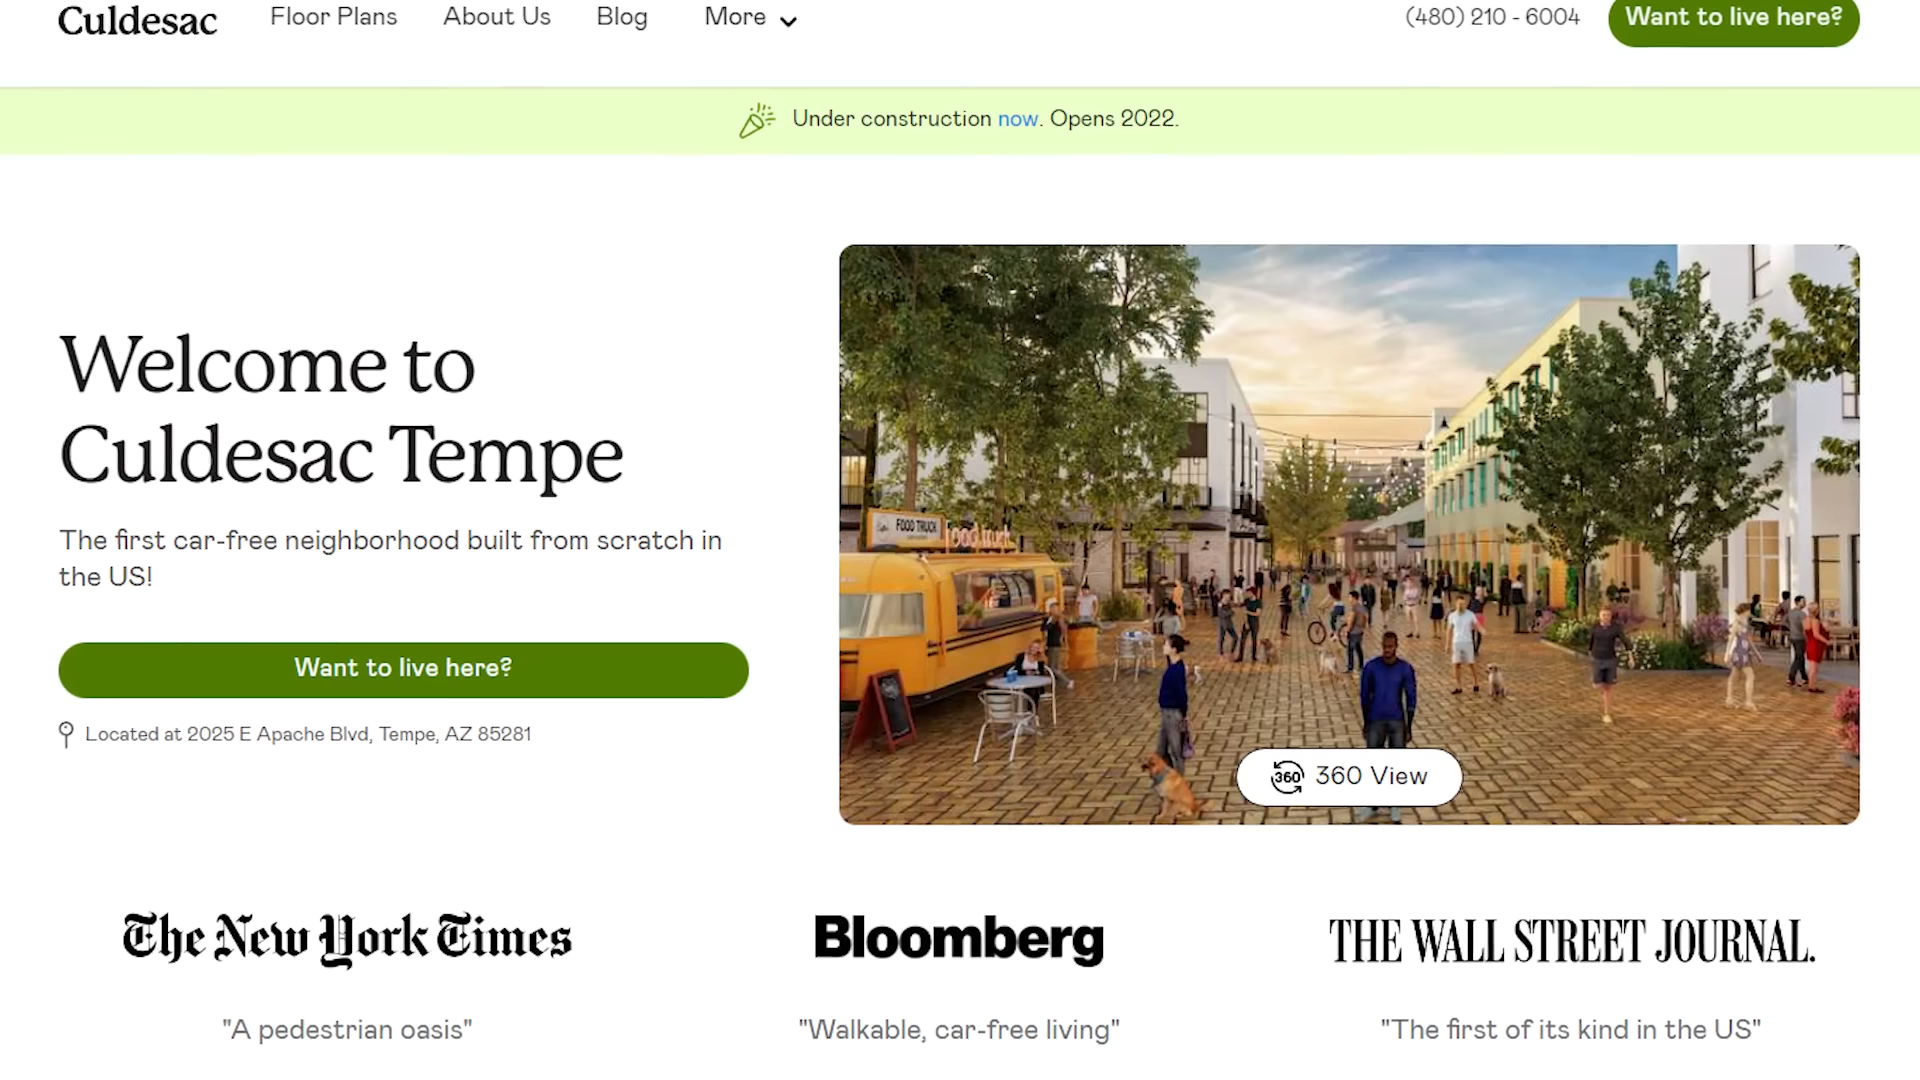 Culdesac
Floor Plans
About Us
Blog
More
(480) 210 - 6004
Want to live here?
Under construction now. Opens 2022.
Welcome to
Culdesac Tempe
The first car-free neighborhood built from scratch in
the US!
Want to live here?
Located at 2025 E Apache Blvd, Tempe, AZ 85281
FOOD TRUCK
food truck
360
360 View
The New York Times
Bloomberg
THE WALL STREET JOURNAL.
"A pedestrian oasis"
"Walkable, car-free living"
"The first of its kind in the US"